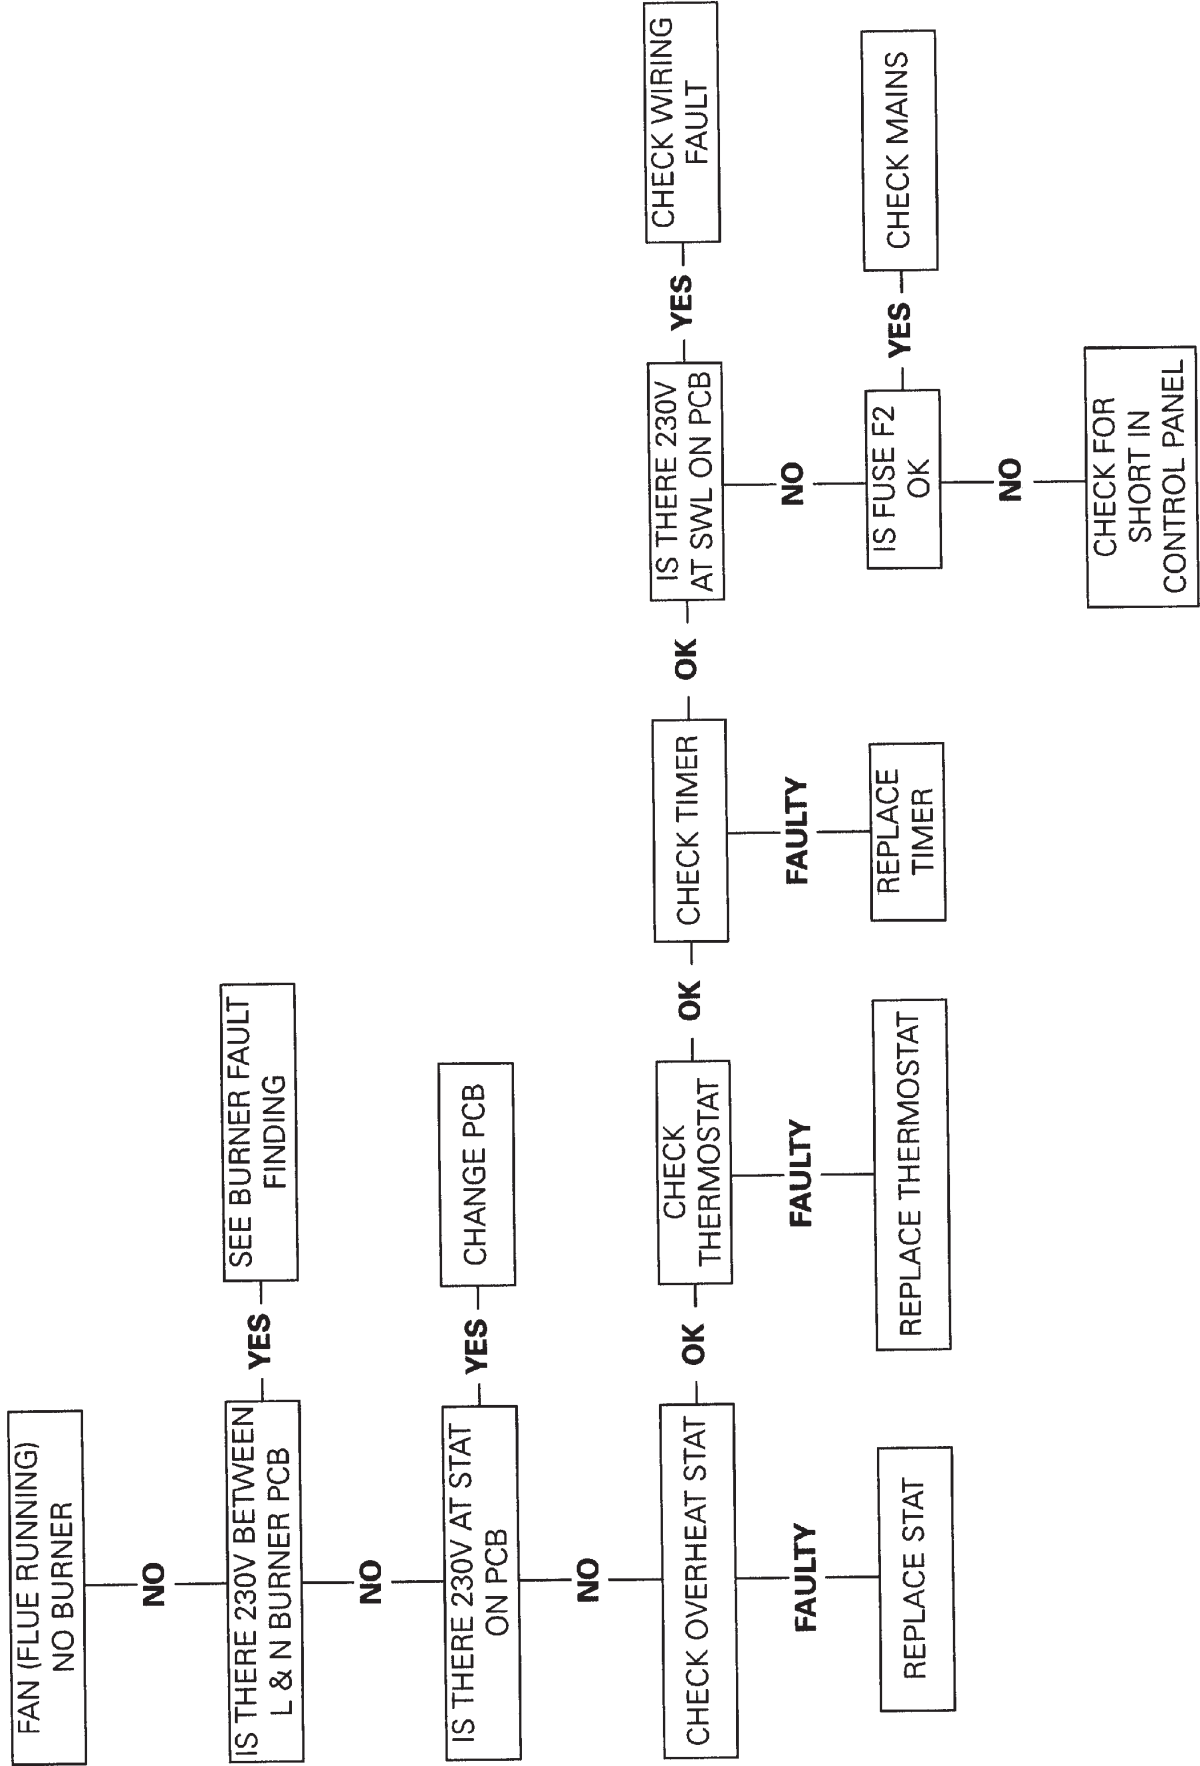 FAN (FLUE RUNNING)
NO BURNER
NO
IS THERE 230V BETWEEN
L & N BURNER PCB
YES
SEE BURNER FAULT
FINDING
NO
IS THERE 230V AT STAT
ON PCB
YES
CHANGE PCB
NO
CHECK OVERHEAT STAT
OK
CHECK
THERMOSTAT
OK
CHECK TIMER
OK
IS THERE 230V
AT SWL ON PCB
YES
CHECK WIRING
FAULT
FAULTY
REPLACE STAT
FAULTY
REPLACE THERMOSTAT
FAULTY
REPLACE
TIMER
NO
IS FUSE F2
OK
YES
CHECK MAINS
NO
CHECK FOR
SHORT IN
CONTROL PANEL